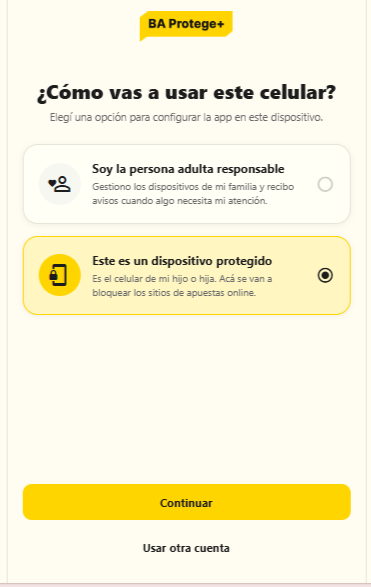 BA Protege+
¿Cómo vas a usar este celular?
Elegí una opción para configurar la app en este dispositivo.
Soy la persona adulta responsable
Gestiono los dispositivos de mi familia y recibo
avisos cuando algo necesita mi atención.
Este es un dispositivo protegido
Es el celular de mi hijo o hija. Acá se van a
bloquear los sitios de apuestas online.
Continuar
Usar otra cuenta